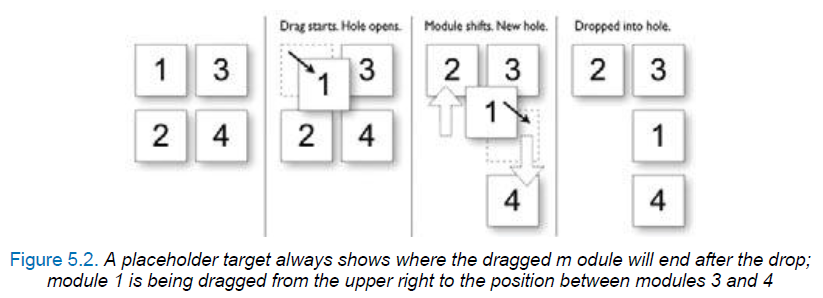 Drag starts. Hole opens.
Module shifts. New hole.
Dropped into hole.
1 3
2 4
1 3
2 4
2 3
1
4
2 3
1
4
Figure 5.2. A placeholder target always shows where the dragged m odule will end after the drop;
module 1 is being dragged from the upper right to the position between modules 3 and 4